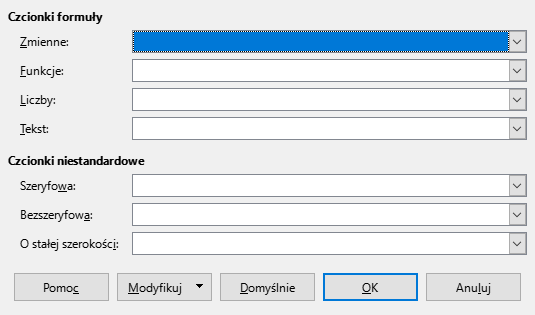 Czcionki formuły
Zmienne:
Funkcje:
Liczby:
Tekst:
Czcionki niestandardowe
Szeryfowa:
Bezszeryfowa:
O stałej szerokości:
Pomoc Modyfikuj Domyślnie OK Anuluj